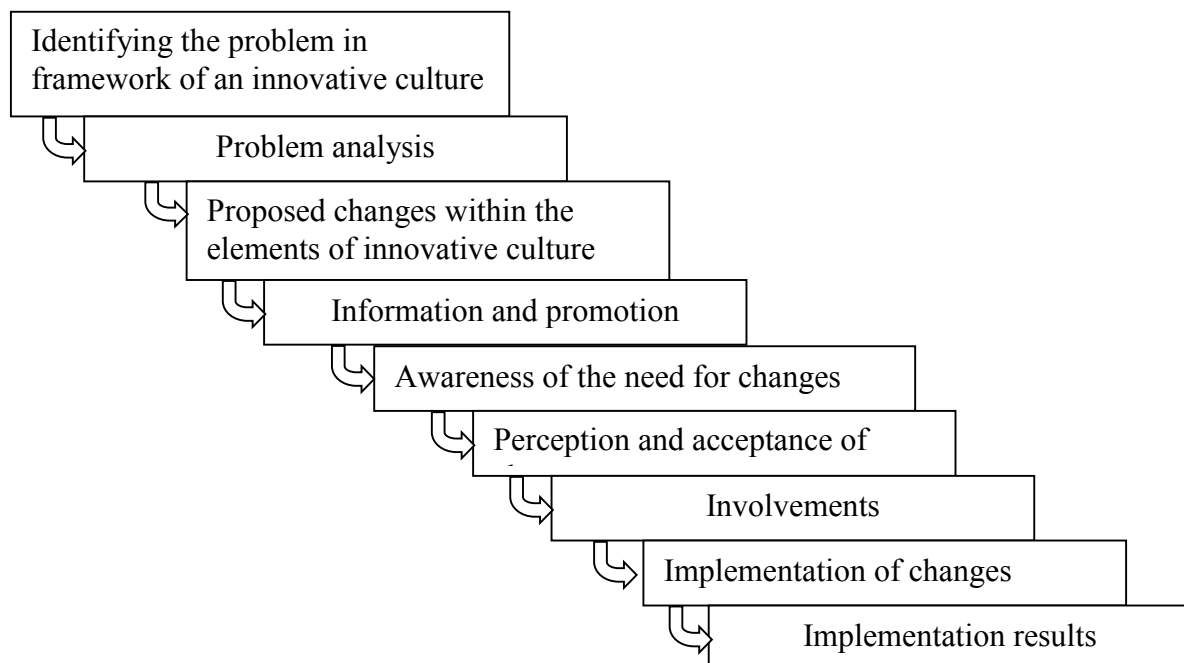 Identifying the problem in
framework of an innovative culture
Problem analysis
Proposed changes within the
elements of innovative culture
Information and promotion
Awareness of the need for changes
Perception and acceptance of
Involvements
Implementation of changes
Implementation results